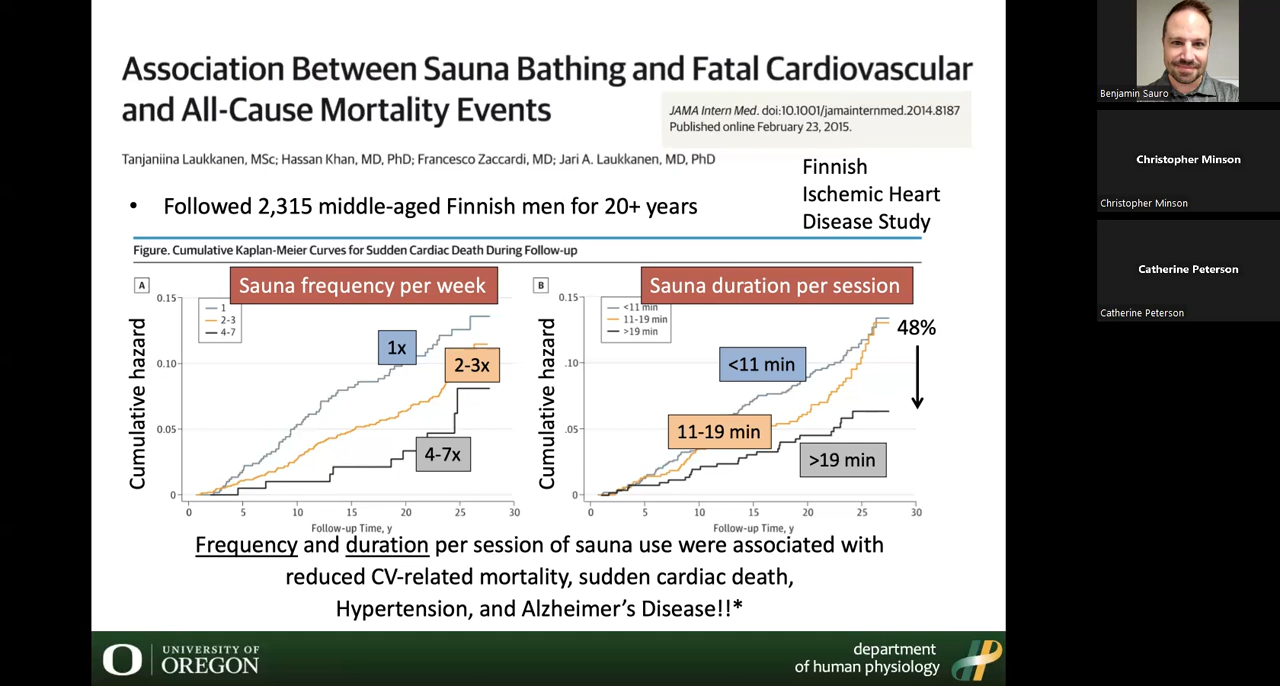 Association Between Sauna Bathing and Fatal Cardiovascular
and All-Cause Mortality Events
JAMA Intern Med. doi:10.1001/jamainternmed.2014.8187
Published online February 23, 2015.
Tanjaniina Laukkanen, MSc; Hassan Khan, MD, PhD; Francesco Zaccardi, MD; Jari A. Laukkanen, MD, PhD
Finnish
Ischemic Heart
Disease Study
• Followed 2,315 middle-aged Finnish men for 20+ years
Figure. Cumulative Kaplan-Meier Curves for Sudden Cardiac Death During Follow-up
A
Sauna frequency per week
0.15
0.10
0.05
0
Cumulative hazard
1
2-3
4-7
1x
2-3x
4-7x
0 5 10 15 20 25 30
Follow-up Time, y
B
Sauna duration per session
0.15
.10
.05
0
Cumulative hazard
<11 min
11-19 min
>19 min
<11 min
11-19 min
>19 min
48%
0 5 10 15 20 25 30
Follow-up Time, y
Frequency and duration per session of sauna use were associated with
reduced CV-related mortality, sudden cardiac death,
Hypertension, and Alzheimer's Disease!!*
O
UNIVERSITY OF
OREGON
department
of human physiology
Benjamin Sauro
Christopher Minson
Christopher Minson
Catherine Peterson
Catherine Peterson